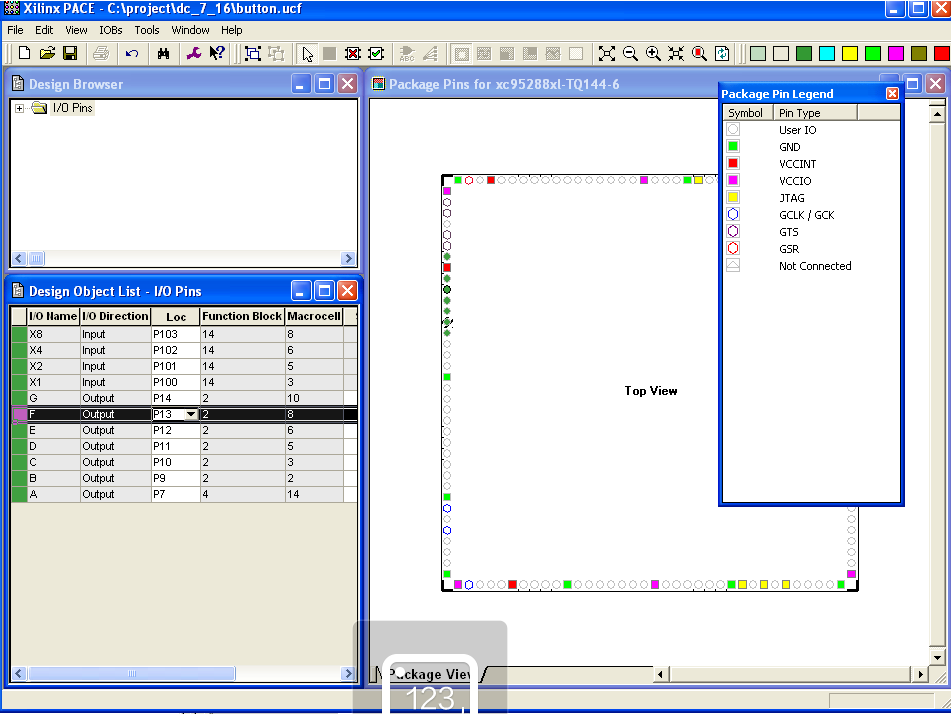 Xilinx PACE - C:\project\dc_7_16\button.ucf
File Edit View IOBs Tools Window Help
ABC
Design Browser
I/O Pins
Design Object List - I/O Pins
I/O Name I/O Direction Loc Function Block Macrocell
X8 Input P103 14 8
X4 Input P102 14 6
X2 Input P101 14 5
X1 Input P100 14 3
G Output P14 2 10
F Output P13 2 8
E Output P12 2 6
D Output P11 2 5
C Output P10 2 3
B Output P9 2 2
A Output P7 4 14
Package Pins for xc95288xl-TQ144-6
Top View
Package Pin Legend
Symbol Pin Type
User IO
GND
VCCINT
VCCIO
JTAG
GCLK / GCK
GTS
GSR
Not Connected
Package View
123